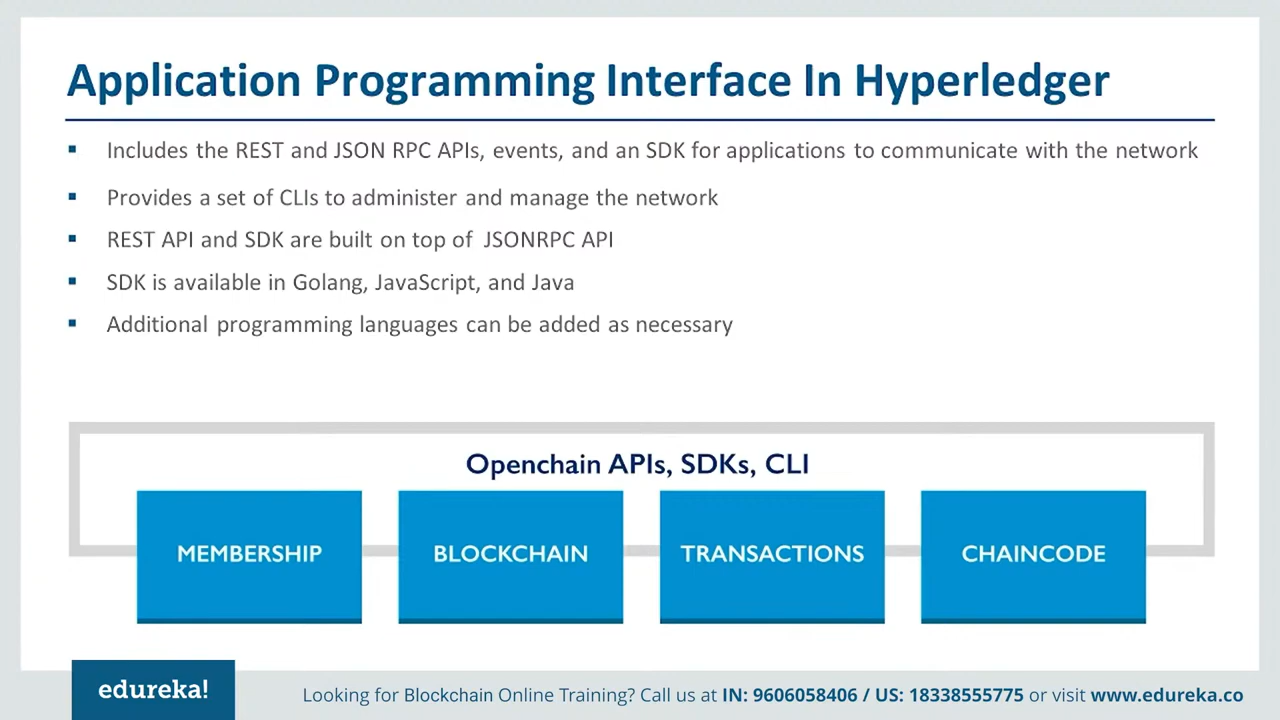 Application Programming Interface In Hyperledger
Includes the REST and JSON RPC APIs, events, and an SDK for applications to communicate with the network
Provides a set of CLIs to administer and manage the network
REST API and SDK are built on top of JSONRPC API
SDK is available in Golang, JavaScript, and Java
Additional programming languages can be added as necessary
Openchain APIs, SDKs, CLI
MEMBERSHIP
BLOCKCHAIN
TRANSACTIONS
CHAINCODE
edureka!
Looking for Blockchain Online Training? Call us at IN: 9606058406 / US: 18338555775 or visit www.edureka.co